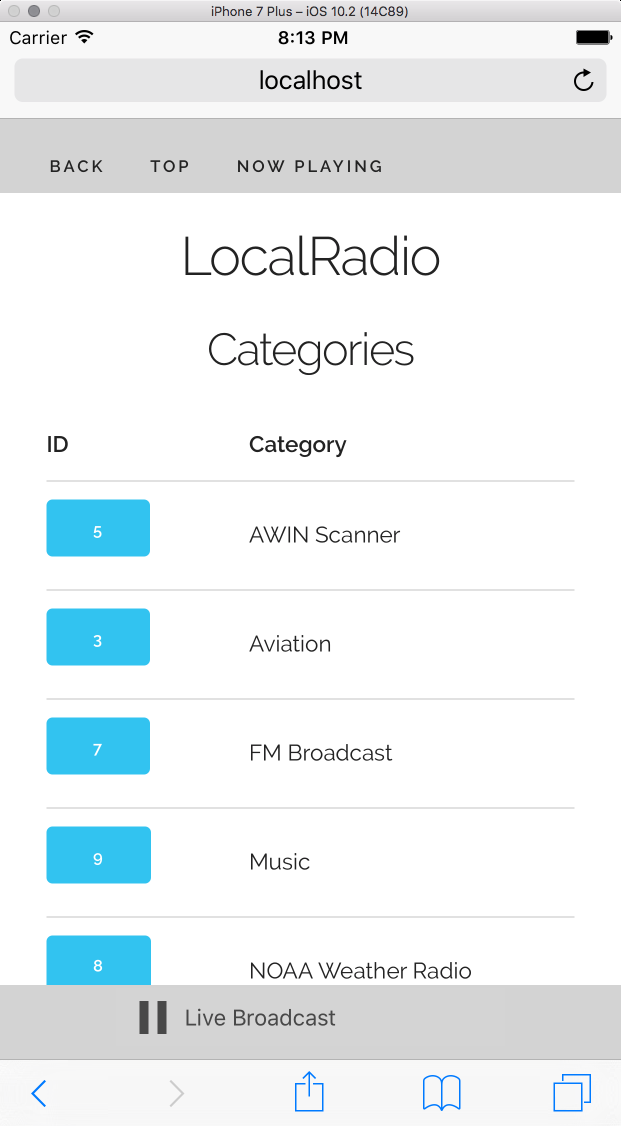 iPhone 7 Plus – iOS 10.2 (14C89)
Carrier 8:13 PM
localhost
BACK TOP NOW PLAYING
LocalRadio
Categories
ID Category
5 AWIN Scanner
3 Aviation
7 FM Broadcast
9 Music
8 NOAA Weather Radio
Live Broadcast